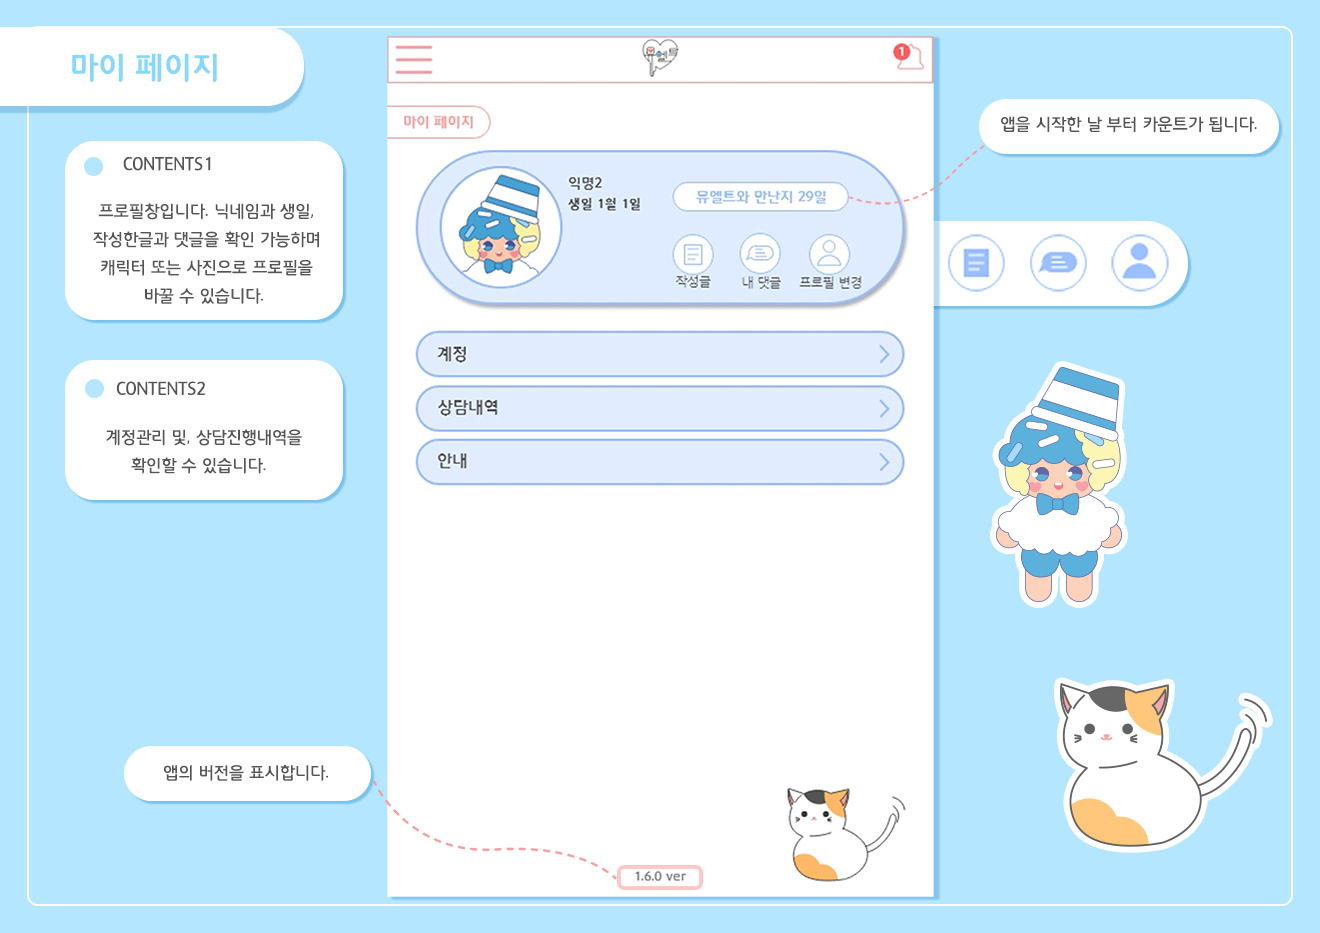 마이 페이지
CONTENTS1
프로필창입니다. 닉네임과 생일,
작성한글과 댓글을 확인 가능하며
캐릭터 또는 사진으로 프로필을
바꿀 수 있습니다.
CONTENTS2
계정관리 및, 상담진행내역을
확인할 수 있습니다.
앱의 버전을 표시합니다.
1
마이 페이지
익명2
생일 1월 1일
뮤엘트와 만난지 29일
작성글
내 댓글
프로필 변경
계정
상담내역
안내
1.6.0 ver
앱을 시작한 날 부터 카운트가 됩니다.